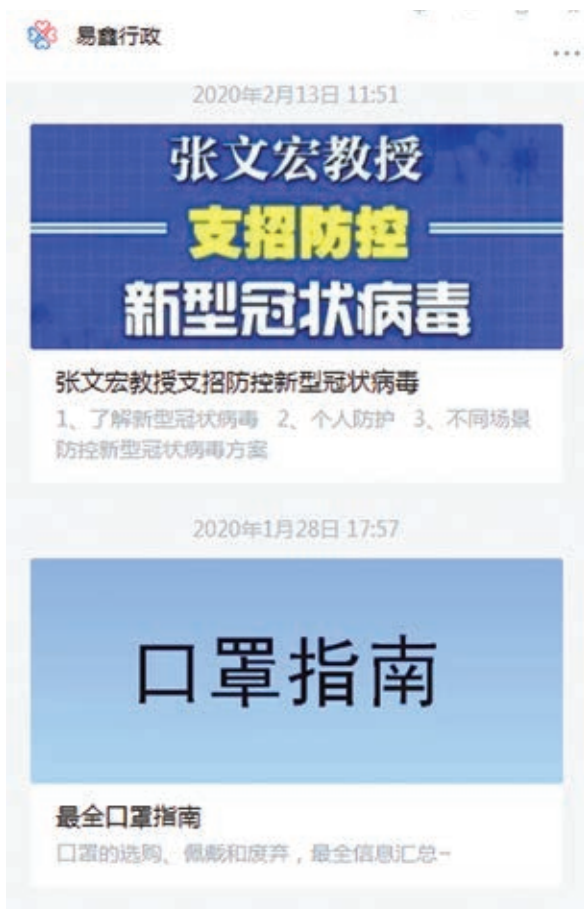 易鑫行政
2020年2月13日 11:51
张文宏教授
支招防控
新型冠状病毒
张文宏教授支招防控新型冠状病毒
1、了解新型冠状病毒 2、个人防护 3、不同场景
防控新型冠状病毒方案
2020年1月28日 17:57
口罩指南
最全口罩指南
口罩的选购、佩戴和废弃，最全信息汇总~